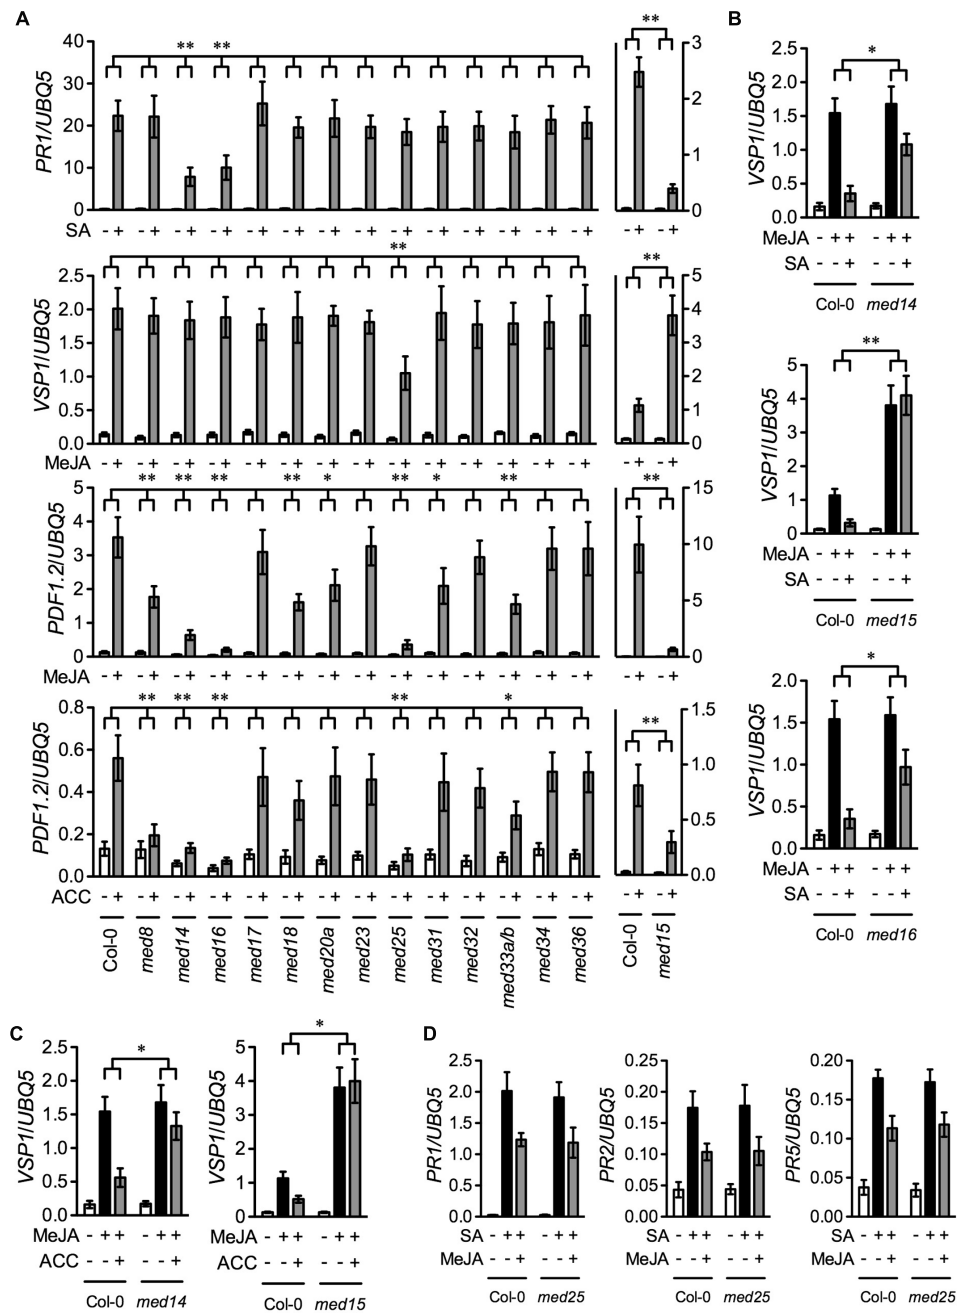 A
** **
**
PR1/UBQ5
40
30
20
10
0
3
2
1
0
SA
- + - + - + - + - + - + - + - + - + - + - + - + - + - +
- + - +
**
**
VSP1/UBQ5
2.5
2.0
1.5
1.0
0.5
0.0
5
4
3
2
1
0
MeJA
- + - + - + - + - + - + - + - + - + - + - + - + - + - +
- + - +
** ** ** ** * ** * **
**
PDF1.2/UBQ5
5
4
3
2
1
0
15
10
5
0
MeJA
- + - + - + - + - + - + - + - + - + - + - + - + - + - +
- + - +
** ** ** ** *
**
PDF1.2/UBQ5
0.8
0.6
0.4
0.2
0.0
1.5
1.0
0.5
0.0
ACC
- + - + - + - + - + - + - + - + - + - + - + - + - + - +
- + - +
Col-0 med8 med14 med16 med17 med18 med20a med23 med25 med31 med32 med33a/b med34 med36
Col-0 med15
B
*
VSP1/UBQ5
2.5
2.0
1.5
1.0
0.5
0.0
MeJA - + + - + +
SA - - + - - +
Col-0 med14
**
VSP1/UBQ5
5
4
3
2
1
0
MeJA - + + - + +
SA - - + - - +
Col-0 med15
*
VSP1/UBQ5
2.0
1.5
1.0
0.5
0.0
MeJA - + + - + +
SA - - + - - +
Col-0 med16
C
*
VSP1/UBQ5
2.5
2.0
1.5
1.0
0.5
0.0
MeJA - + + - + +
ACC - - + - - +
Col-0 med14
*
VSP1/UBQ5
5
4
3
2
1
0
MeJA - + + - + +
ACC - - + - - +
Col-0 med15
D
PR1/UBQ5
2.5
2.0
1.5
1.0
0.5
0.0
SA - + + - + +
MeJA - - + - - +
Col-0 med25
PR2/UBQ5
0.25
0.20
0.15
0.10
0.05
0.00
SA - + + - + +
MeJA - - + - - +
Col-0 med25
PR5/UBQ5
0.20
0.15
0.10
0.05
0.00
SA - + + - + +
MeJA - - + - - +
Col-0 med25